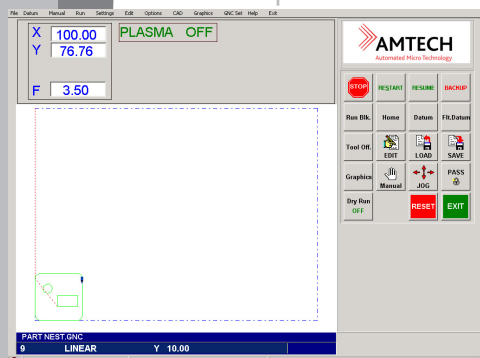 File Datum Manual Run Settings Edit Options CAD Graphics GNC Set Help Exit
X 100.00 PLASMA OFF
Y 76.76
F 3.50
AMTECH
Automated Micro Technology
STOP RESTART RESUME BACKUP
Run Blk. Home Datum Flt.Datum
Tool Off. EDIT LOAD SAVE
Graphics Manual JOG PASS
Dry Run OFF RESET EXIT
PART NEST.GNC
9 LINEAR Y 10.00